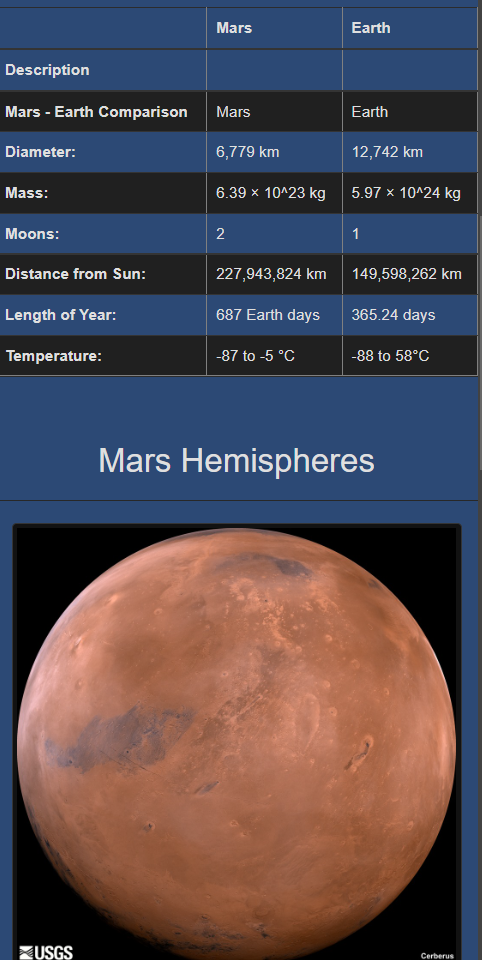 Mars Earth
Description
Mars - Earth Comparison Mars Earth
Diameter: 6,779 km 12,742 km
Mass: 6.39 × 10^23 kg 5.97 × 10^24 kg
Moons: 2 1
Distance from Sun: 227,943,824 km 149,598,262 km
Length of Year: 687 Earth days 365.24 days
Temperature: -87 to -5 °C -88 to 58°C
Mars Hemispheres
USGS Cerberus